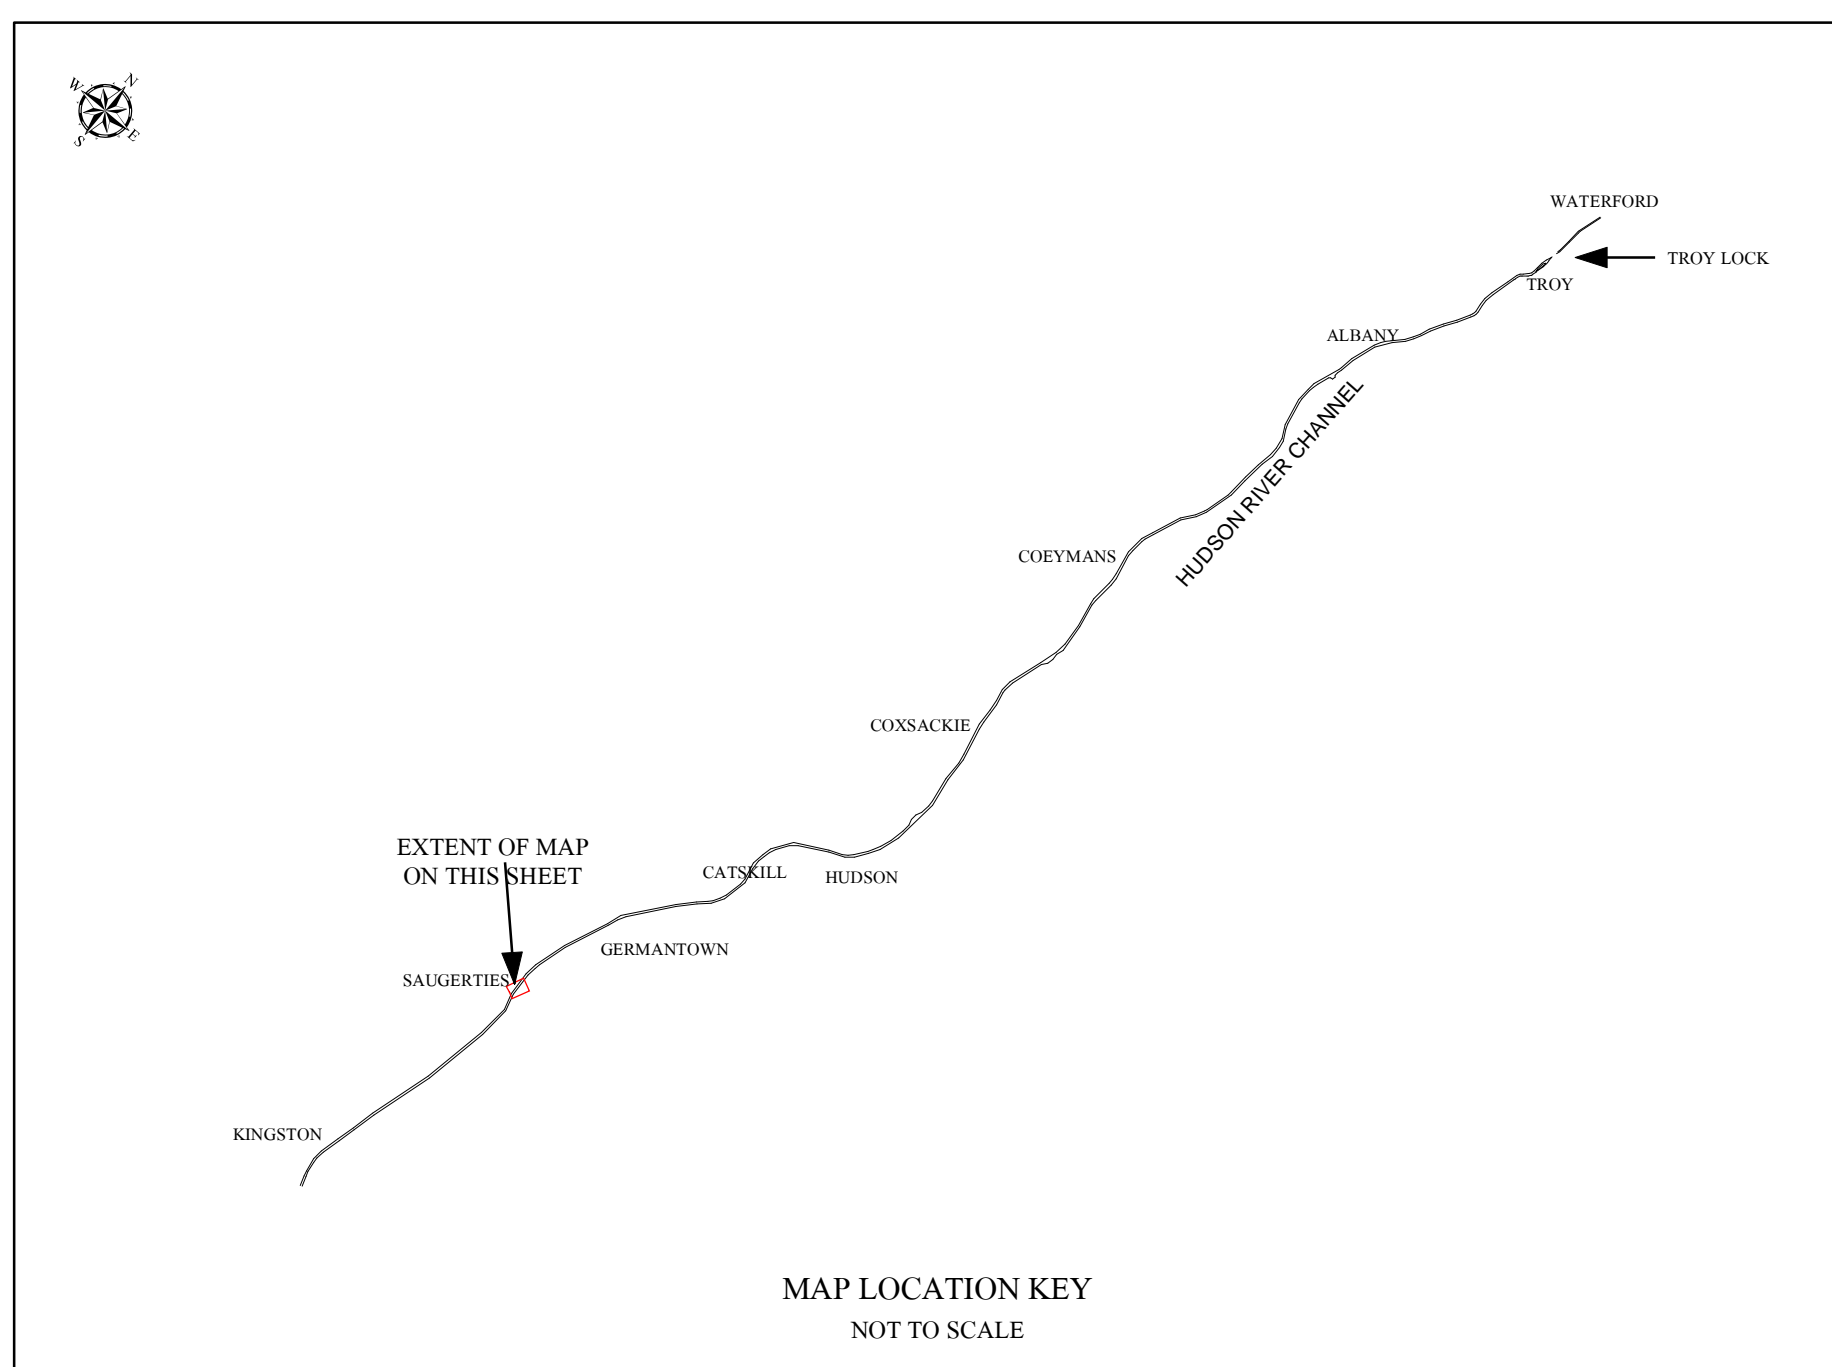 W N
S E
WATERFORD
TROY LOCK
TROY
ALBANY
HUDSON RIVER CHANNEL
COEYMANS
COXSACKIE
EXTENT OF MAP
ON THIS SHEET
CATSKILL
HUDSON
GERMANTOWN
SAUGERTIES
KINGSTON
MAP LOCATION KEY
NOT TO SCALE